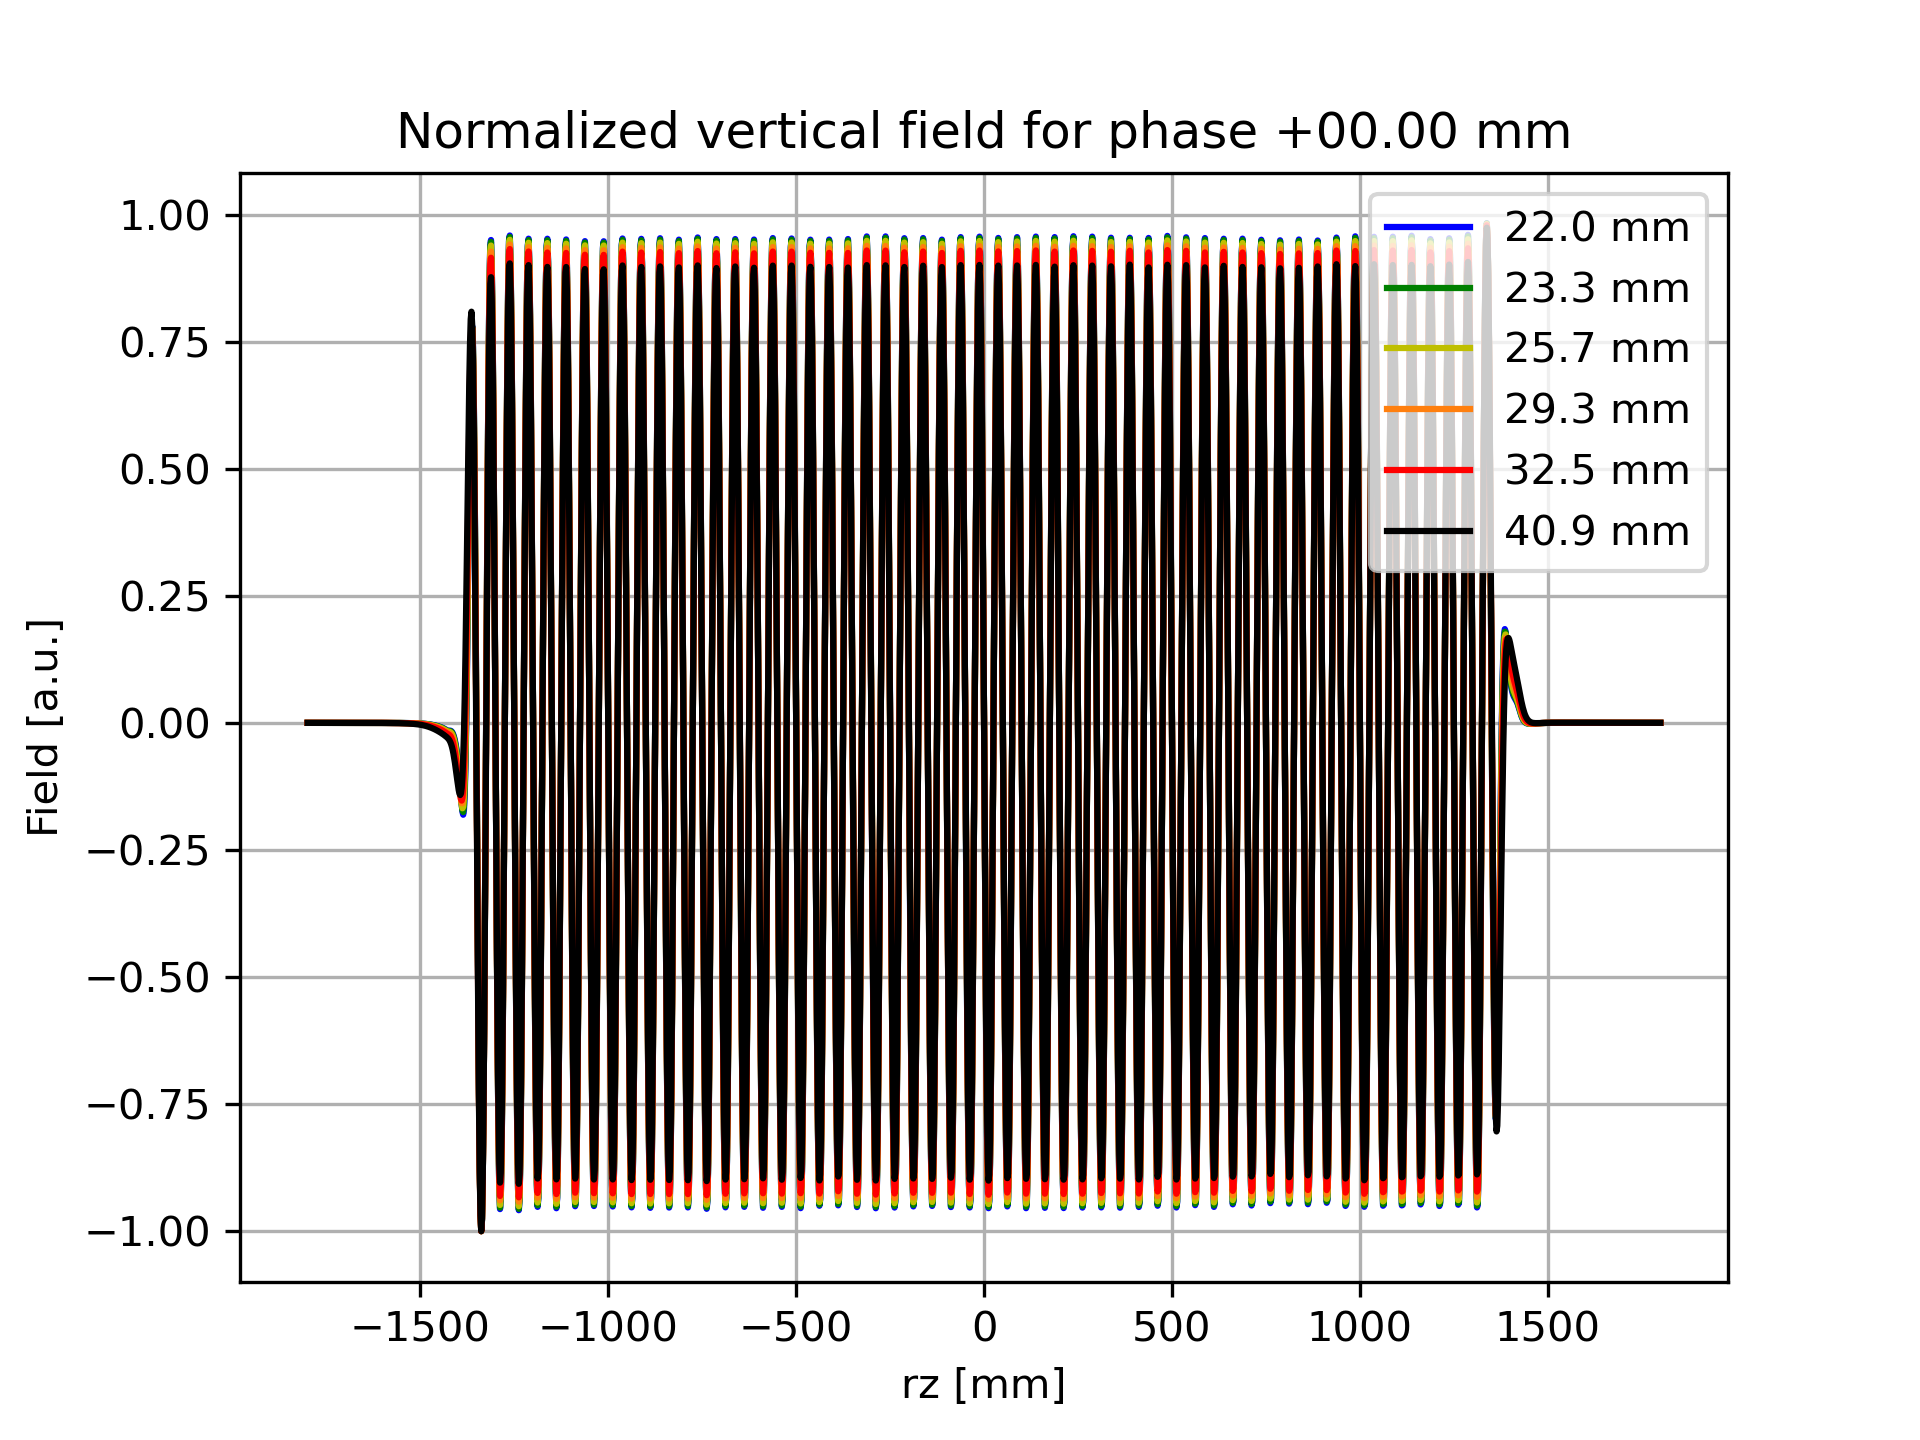 Normalized vertical field for phase +00.00 mm
1.00
0.75
0.50
0.25
0.00
−0.25
−0.50
−0.75
−1.00
Field [a.u.]
22.0 mm
23.3 mm
25.7 mm
29.3 mm
32.5 mm
40.9 mm
−1500 −1000 −500 0 500 1000 1500
rz [mm]